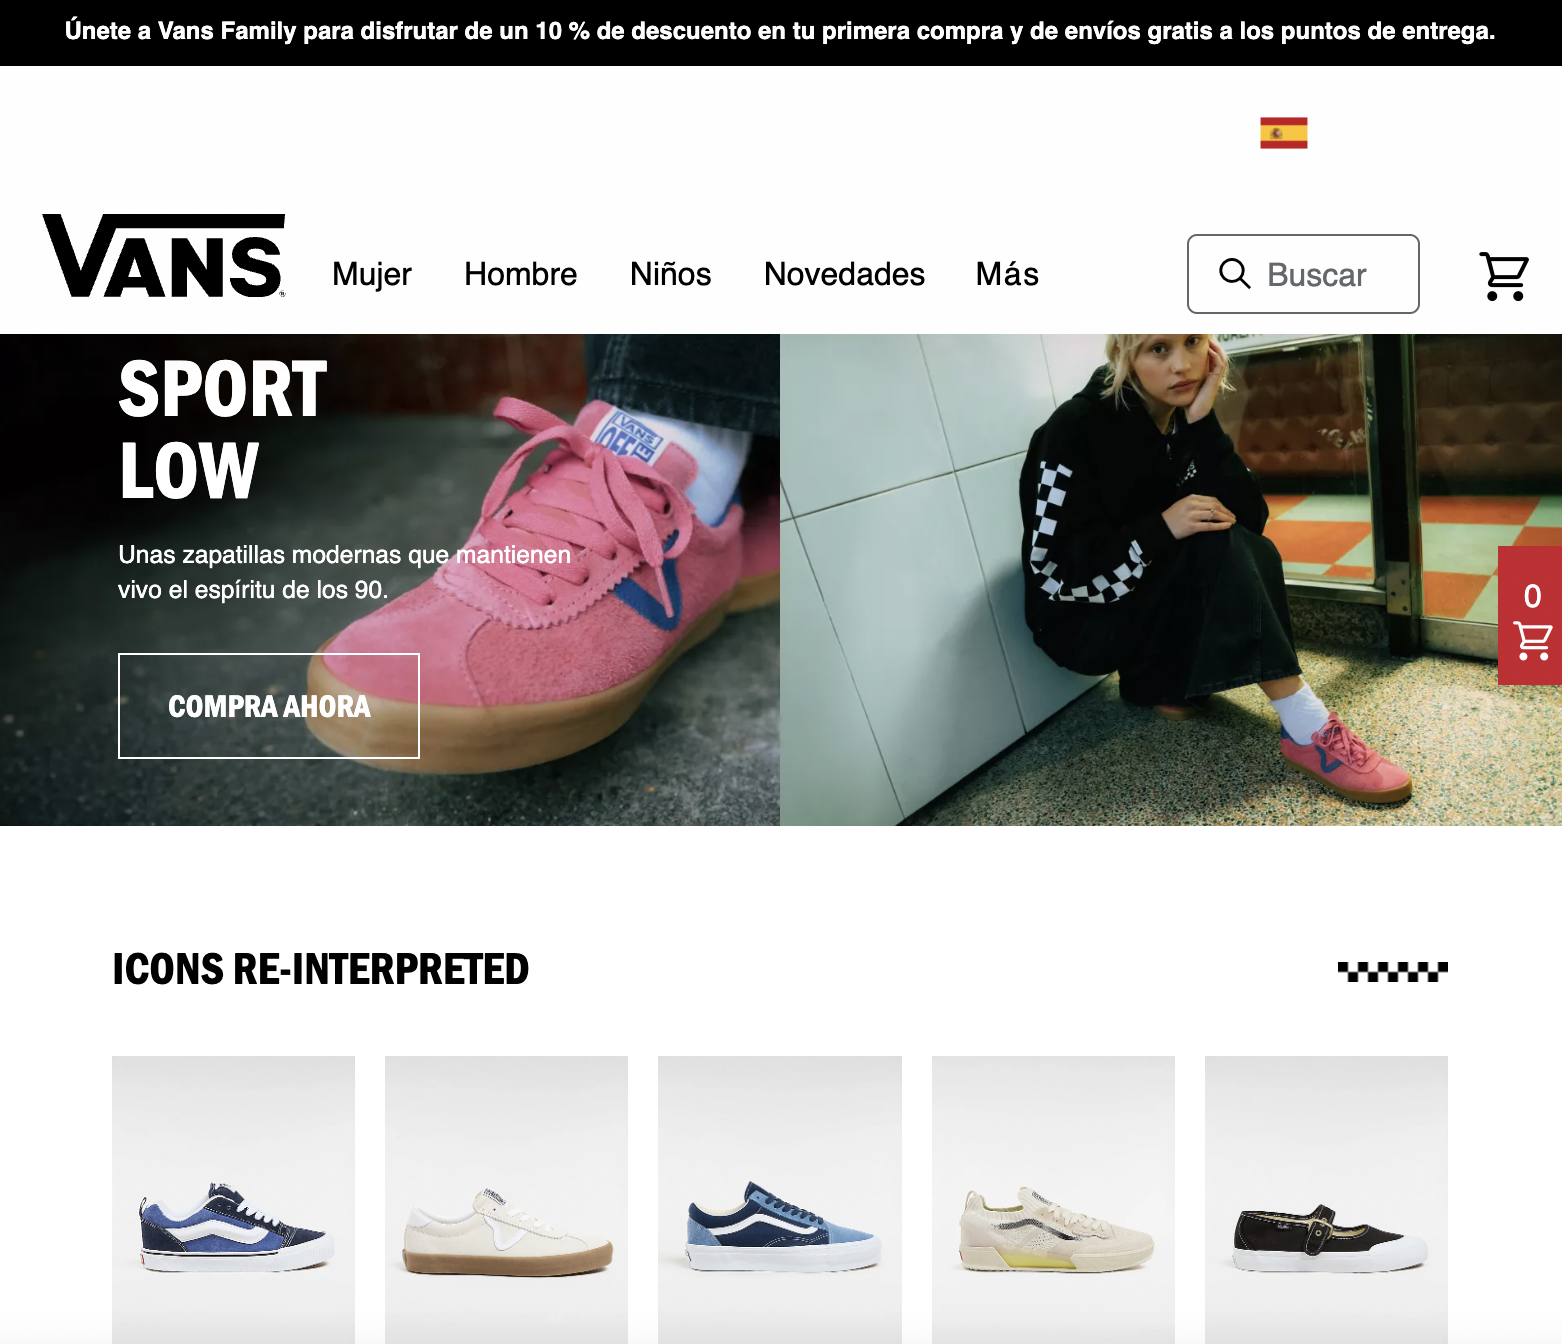 Únete a Vans Family para disfrutar de un 10 % de descuento en tu primera compra y de envíos gratis a los puntos de entrega.
VANS
Mujer
Hombre
Niños
Novedades
Más
Buscar
SPORT
LOW
Unas zapatillas modernas que mantienen
vivo el espíritu de los 90.
COMPRA AHORA
VANS
0
ICONS RE-INTERPRETED